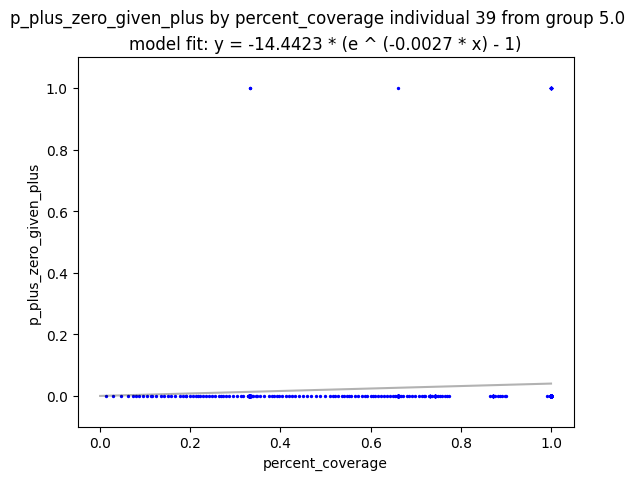 p_plus_zero_given_plus by percent_coverage individual 39 from group 5.0
model fit: y = -14.4423 * (e ^ (-0.0027 * x) - 1)
1.0
0.8
0.6
0.4
0.2
0.0
p_plus_zero_given_plus
0.0 0.2 0.4 0.6 0.8 1.0
percent_coverage